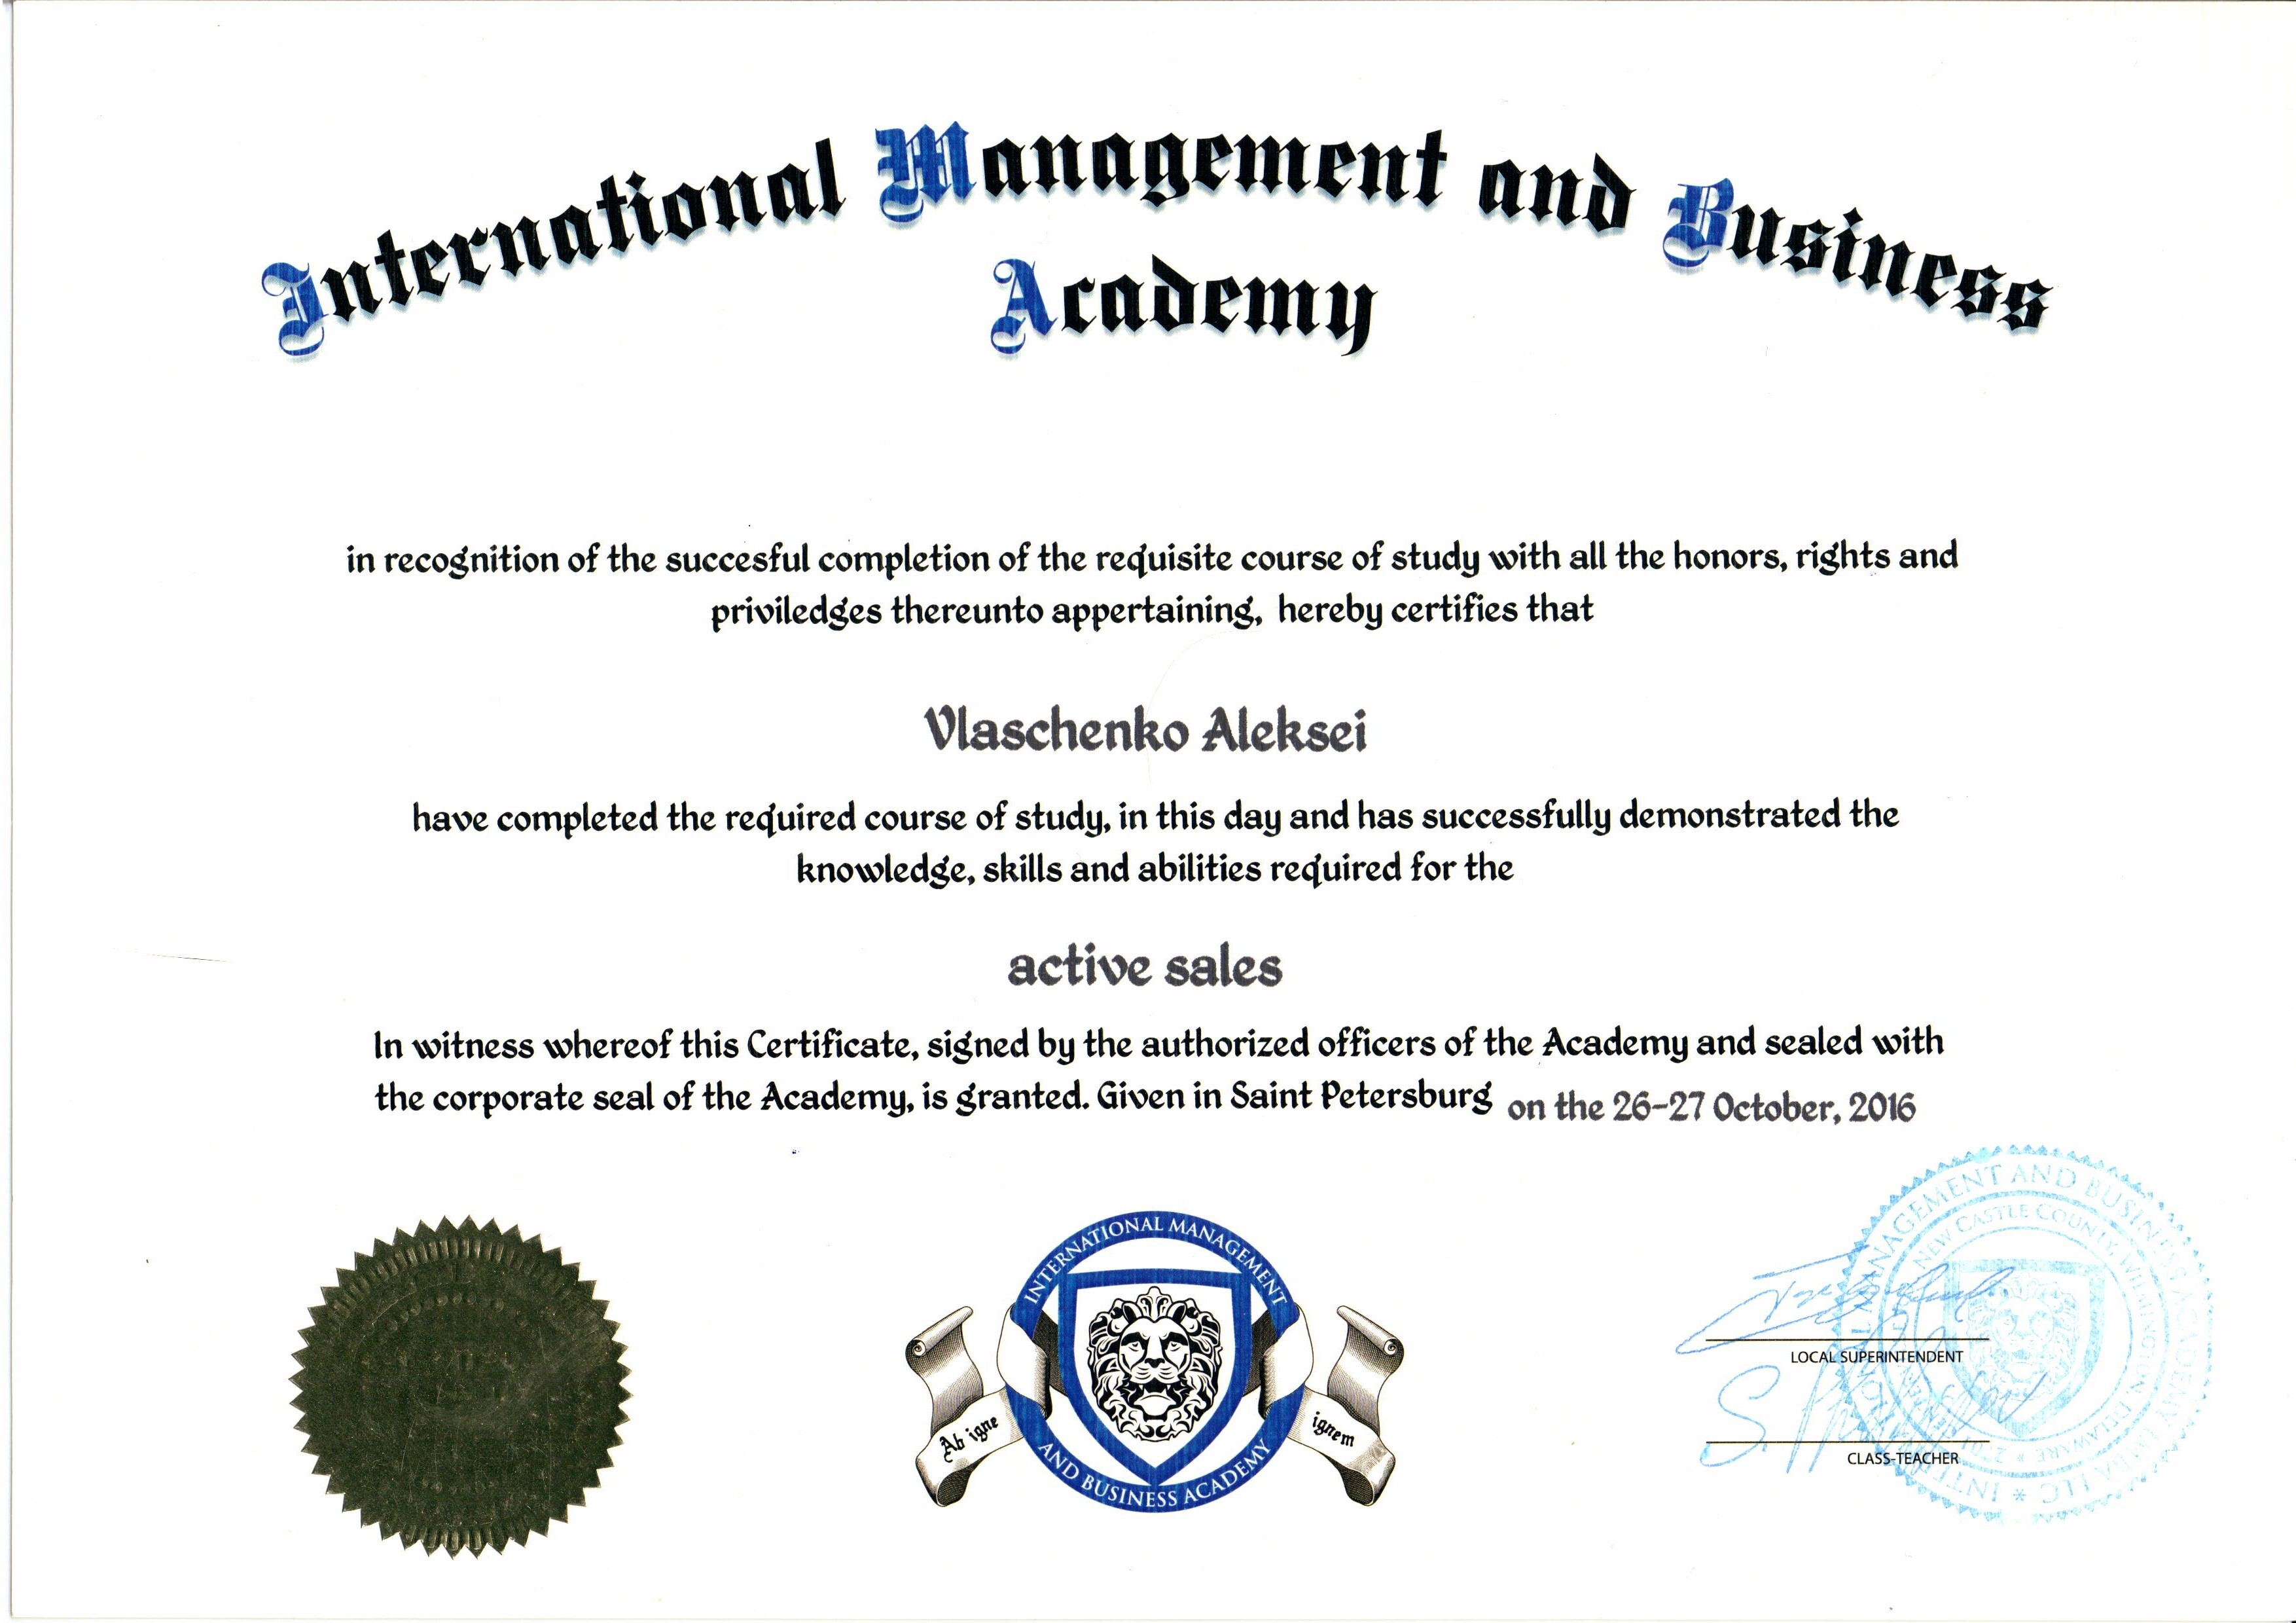 International Management and Business
Academy
in recognition of the succesful completion of the requisite course of study with all the honors, rights and
priviledges thereunto appertaining, hereby certifies that
Vlaschenko Aleksei
have completed the required course of study, in this day and has successfully demonstrated the
knowledge, skills and abilities required for the
active sales
In witness whereof this Certificate, signed by the authorized officers of the Academy and sealed with
the corporate seal of the Academy, is granted. Given in Saint Petersburg on the 26-27 October, 2016
INTERNATIONAL MANAGEMENT
AND BUSINESS ACADEMY
Ab igne
ignem
LOCAL SUPERINTENDENT
CLASS-TEACHER
INTERNATIONAL MANAGEMENT AND BUSINESS ACADEMY
NEW CASTLE COUNTY, WILMINGTON, DELAWARE